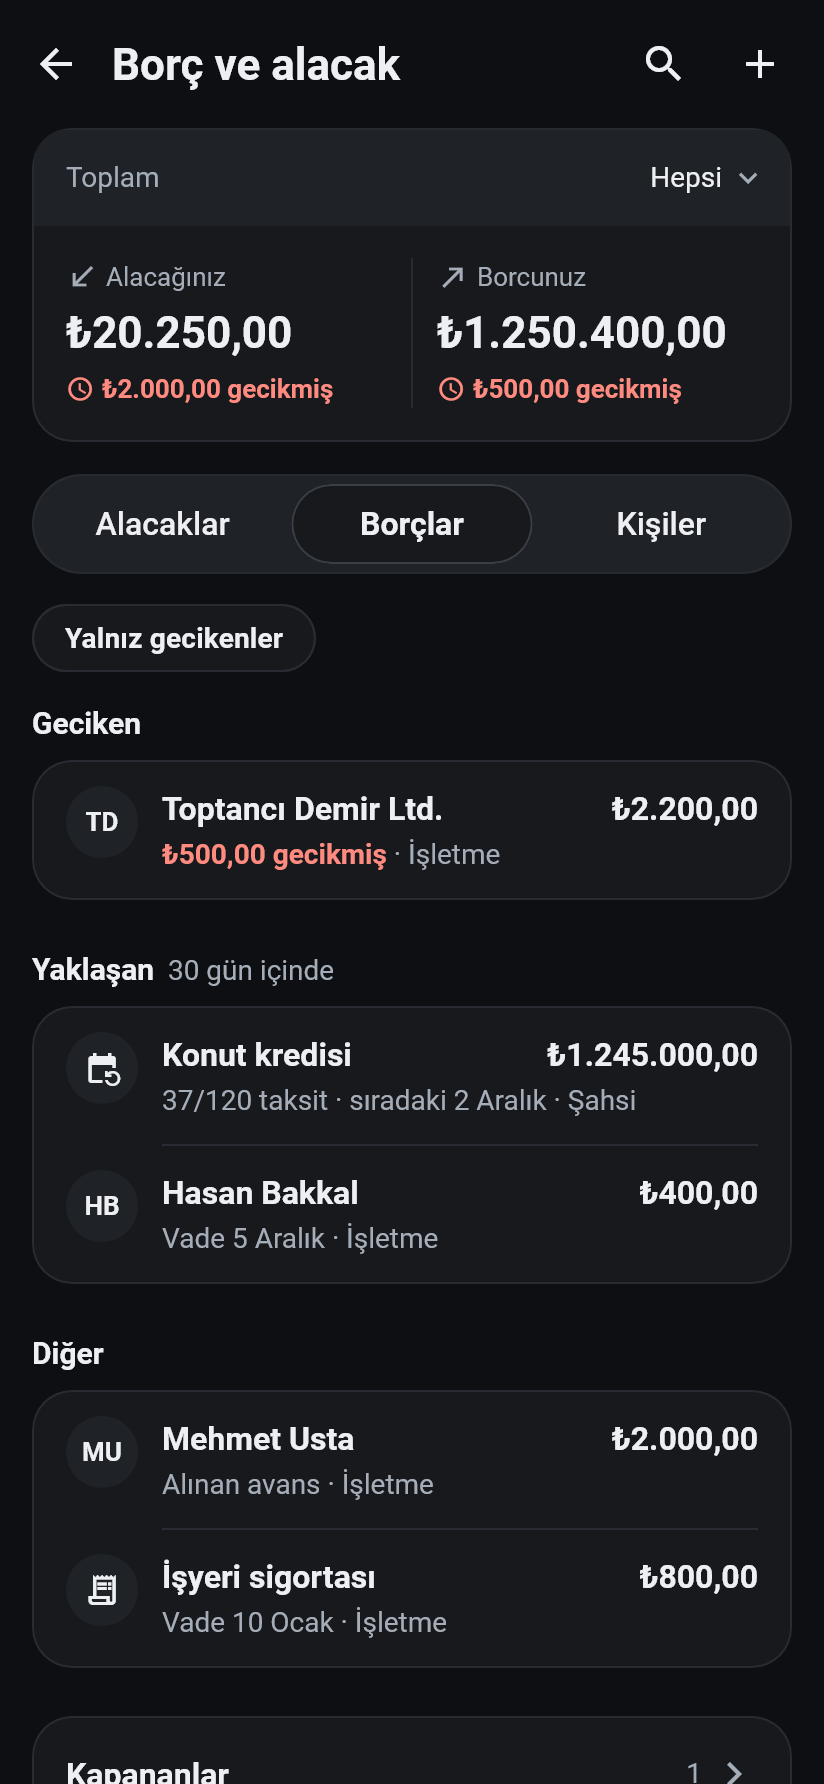 Borç ve alacak
Toplam Hepsi
Alacağınız
₺20.250,00
₺2.000,00 gecikmiş
Borcunuz
₺1.250.400,00
₺500,00 gecikmiş
Alacaklar Borçlar Kişiler
Yalnız gecikenler
Geciken
TD Toptancı Demir Ltd. ₺2.200,00
₺500,00 gecikmiş · İşletme
Yaklaşan 30 gün içinde
Konut kredisi ₺1.245.000,00
37/120 taksit · sıradaki 2 Aralık · Şahsi
HB Hasan Bakkal ₺400,00
Vade 5 Aralık · İşletme
Diğer
MU Mehmet Usta ₺2.000,00
Alınan avans · İşletme
İşyeri sigortası ₺800,00
Vade 10 Ocak · İşletme
Kapananlar 1